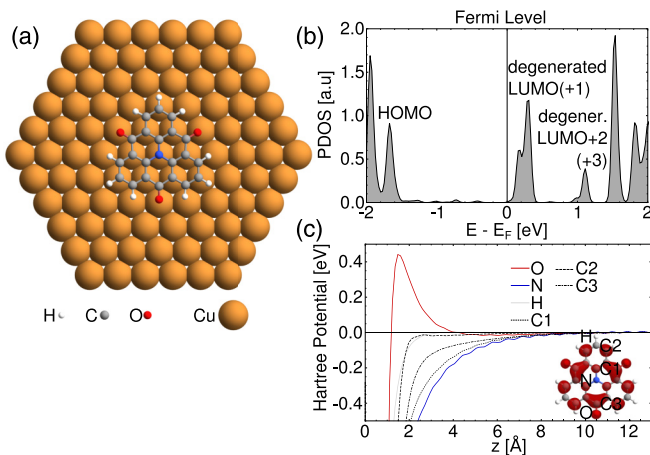 (a)
H C O Cu
(b)
Fermi Level
PDOS [a.u]
2.0
1.5
1.0
0.5
0.0
HOMO
degenerated
LUMO(+1)
degener.
LUMO+2
(+3)
-2 -1 0 1 2
E - E_F [eV]
(c)
Hartree Potential [eV]
0.4
0.2
0.0
-0.2
-0.4
O C2
N C3
H
C1
H C2
C1
N
C3
O
0 2 4 6 8 10 12
z [Å]